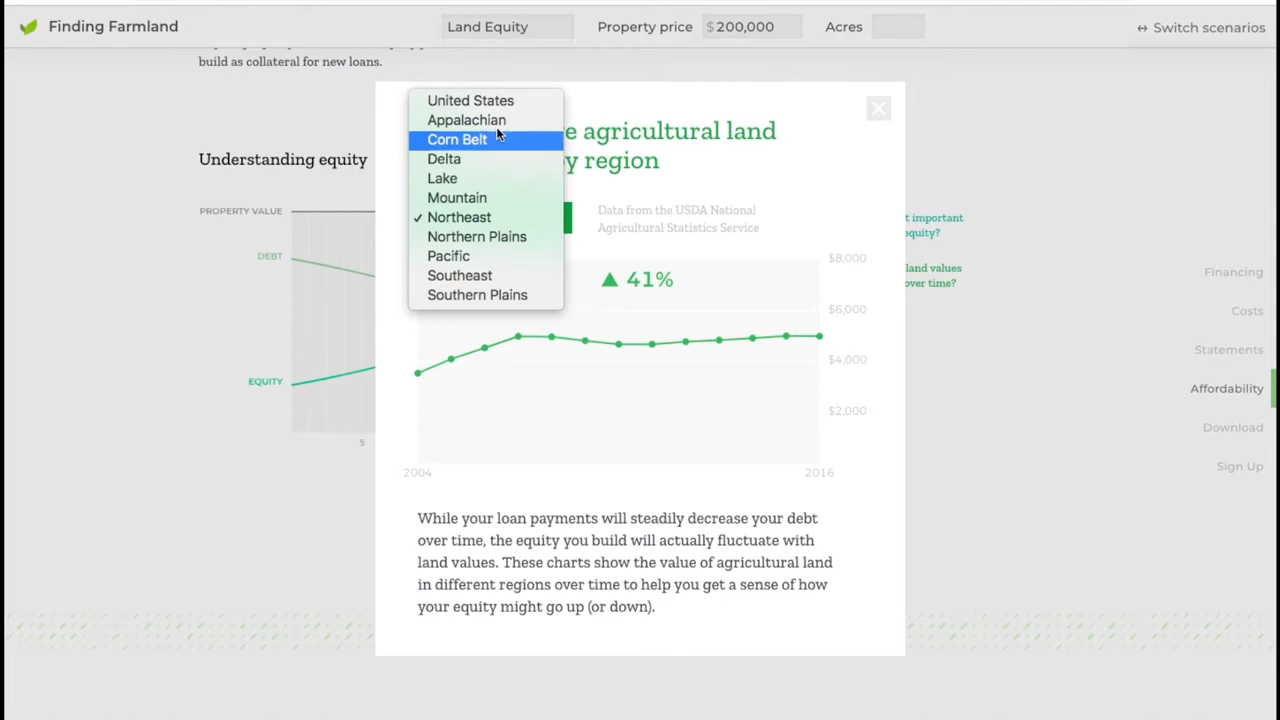 Finding Farmland
Land Equity
Property price
$200,000
Acres
↔ Switch scenarios
build as collateral for new loans.
Understanding equity
PROPERTY VALUE
DEBT
EQUITY
5
United States
Appalachian
Corn Belt
Delta
Lake
Mountain
✓ Northeast
Northern Plains
Pacific
Southeast
Southern Plains
agricultural land
region
Data from the USDA National
Agricultural Statistics Service
▲ 41%
$8,000
$6,000
$4,000
$2,000
2004
2016
While your loan payments will steadily decrease your debt
over time, the equity you build will actually fluctuate with
land values. These charts show the value of agricultural land
in different regions over time to help you get a sense of how
your equity might go up (or down).
important
equity?
land values
over time?
Financing
Costs
Statements
Affordability
Download
Sign Up